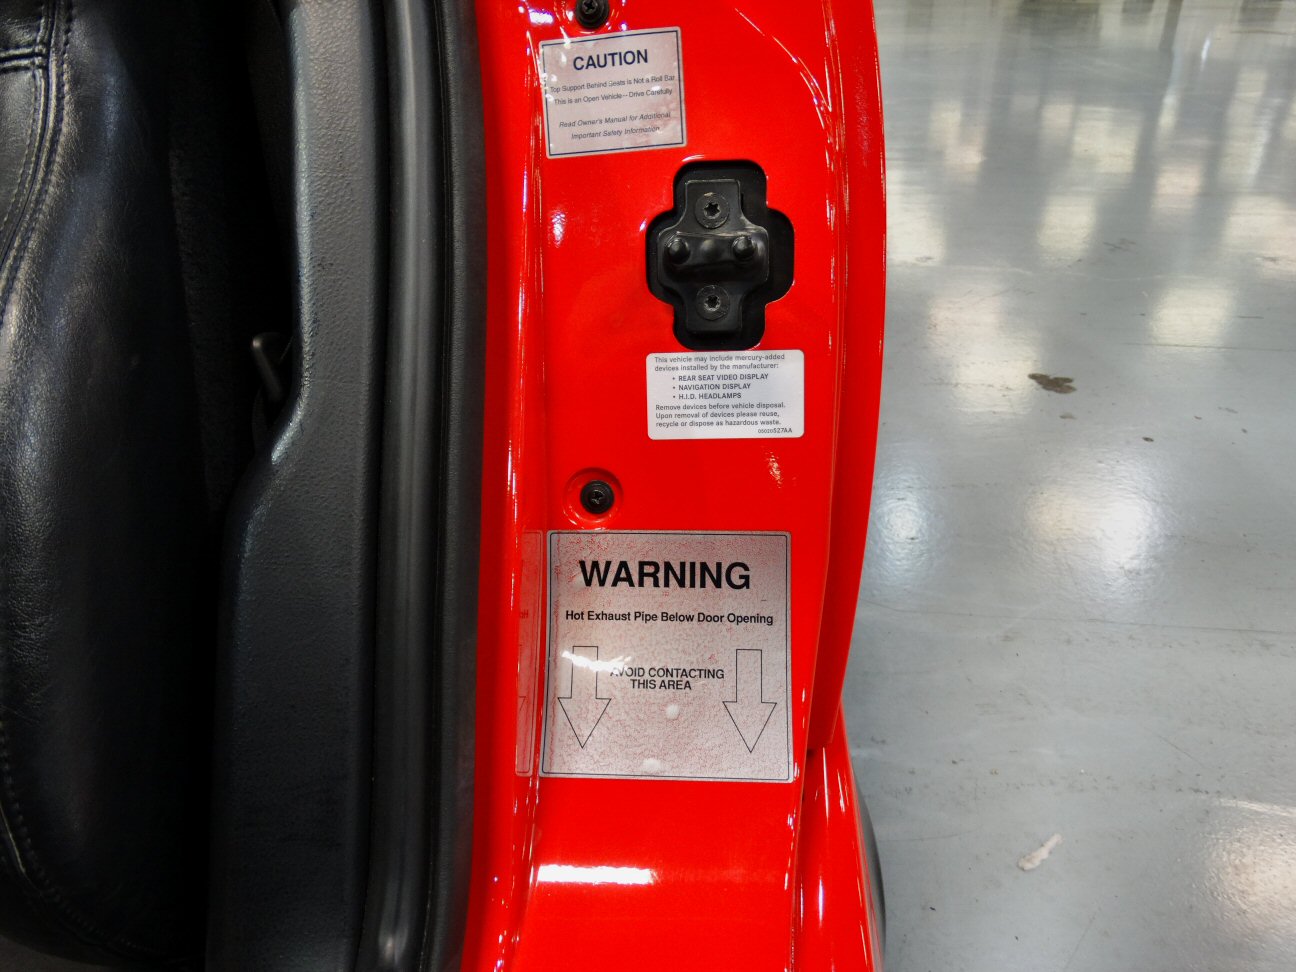 CAUTION
Top Support Behind Seats is Not a Roll Bar
This is an Open Vehicle—Drive Carefully
Read Owner's Manual for Additional
Important Safety Information
This vehicle may include mercury-added
devices installed by the manufacturer:
• REAR SEAT VIDEO DISPLAY
• NAVIGATION DISPLAY
• H.I.D. HEADLAMPS
Remove devices before vehicle disposal.
Upon removal of devices please reuse,
recycle or dispose as hazardous waste.
05020527AA
WARNING
Hot Exhaust Pipe Below Door Opening
AVOID CONTACTING
THIS AREA